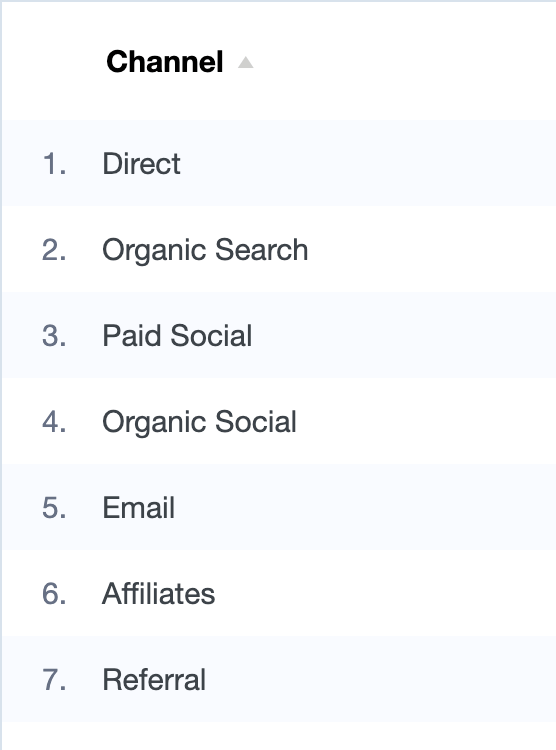 Channel
1. Direct
2. Organic Search
3. Paid Social
4. Organic Social
5. Email
6. Affiliates
7. Referral